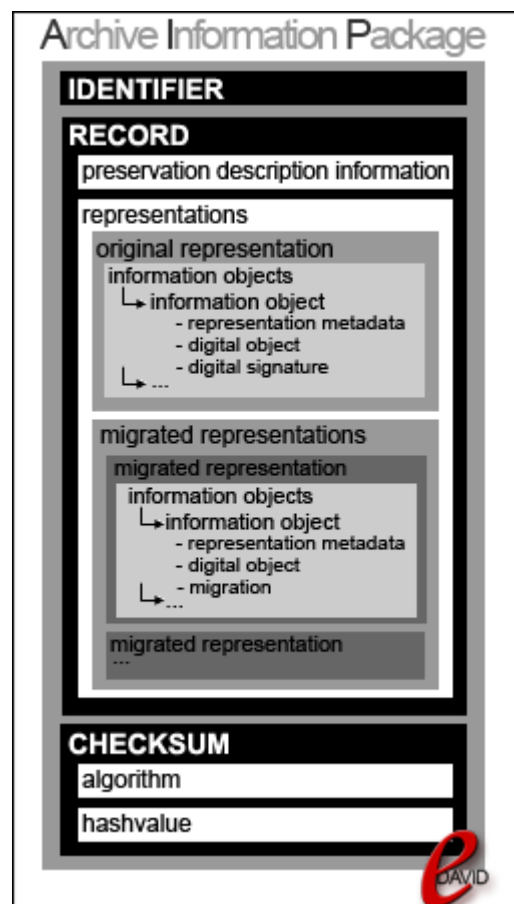 Archive Information Package
IDENTIFIER
RECORD
preservation description information
representations
original representation
information objects
information object
- representation metadata
- digital object
- digital signature
...
migrated representations
migrated representation
information objects
information object
- representation metadata
- digital object
- migration
...
migrated representation
...
CHECKSUM
algorithm
hashvalue
e
DAVID